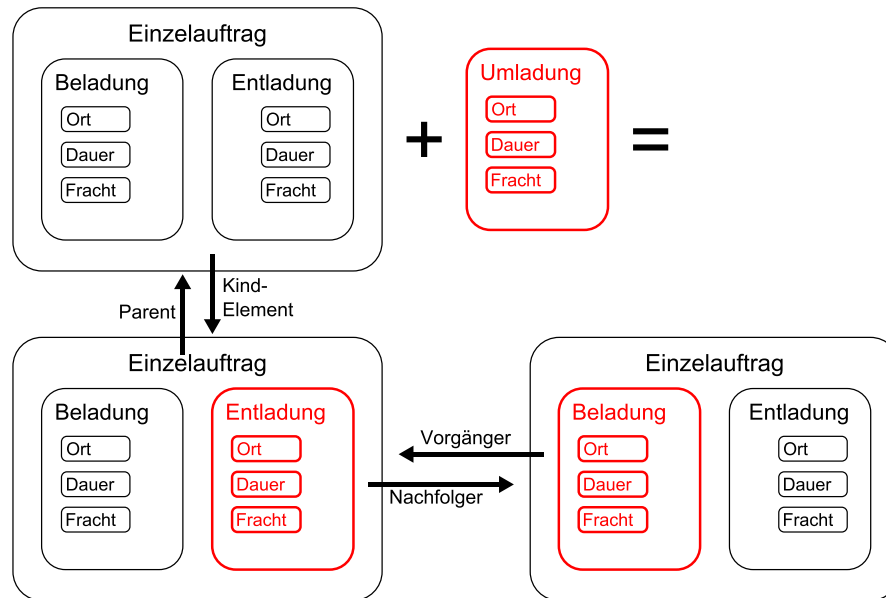 Einzelauftrag
Beladung
Ort
Dauer
Fracht
Entladung
Ort
Dauer
Fracht
+
Umladung
Ort
Dauer
Fracht
=
Parent
Kind-
Element
Einzelauftrag
Beladung
Ort
Dauer
Fracht
Entladung
Ort
Dauer
Fracht
Vorgänger
Nachfolger
Einzelauftrag
Beladung
Ort
Dauer
Fracht
Entladung
Ort
Dauer
Fracht